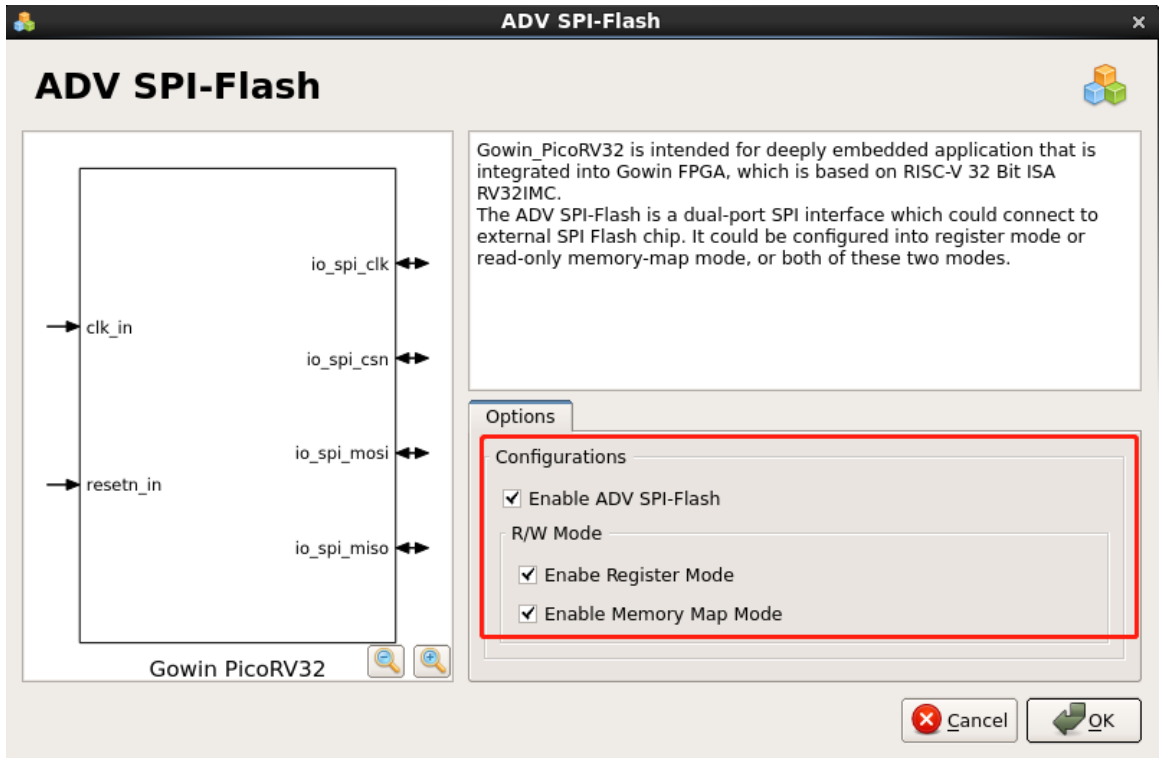 ADV SPI-Flash
ADV SPI-Flash
io_spi_clk
clk_in
io_spi_csn
io_spi_mosi
resetn_in
io_spi_miso
Gowin PicoRV32
Gowin_PicoRV32 is intended for deeply embedded application that is
integrated into Gowin FPGA, which is based on RISC-V 32 Bit ISA
RV32IMC.
The ADV SPI-Flash is a dual-port SPI interface which could connect to
external SPI Flash chip. It could be configured into register mode or
read-only memory-map mode, or both of these two modes.
Options
Configurations
Enable ADV SPI-Flash
R/W Mode
Enabe Register Mode
Enable Memory Map Mode
Cancel
OK